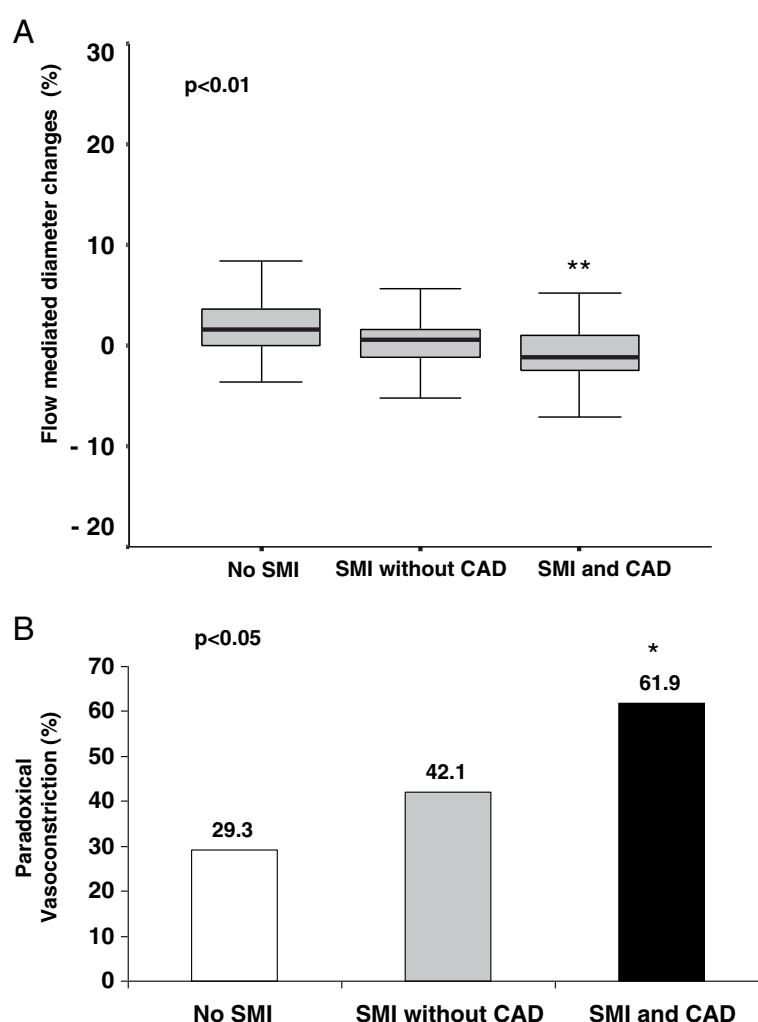 A
Flow mediated diameter changes (%)
30
20
10
0
- 10
- 20
p<0.01
**
No SMI
SMI without CAD
SMI and CAD
B
Paradoxical
Vasoconstriction (%)
70
60
50
40
30
20
10
0
p<0.05
29.3
42.1
*
61.9
No SMI
SMI without CAD
SMI and CAD